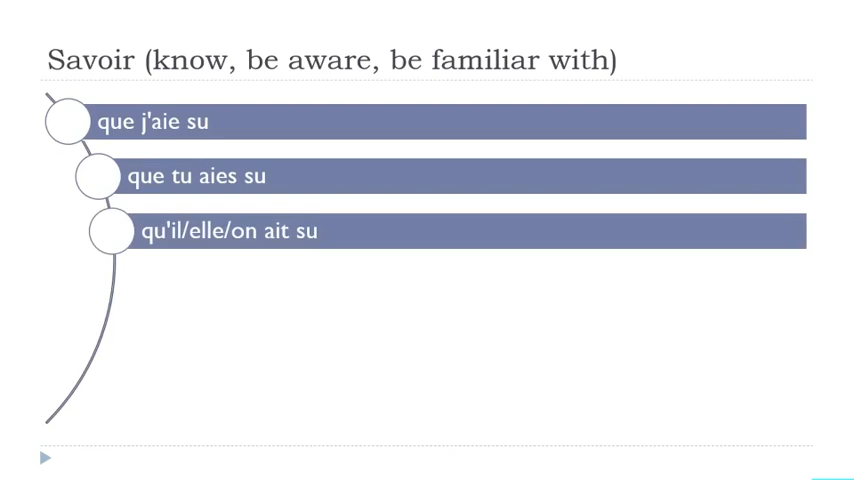 Savoir (know, be aware, be familiar with)
que j'aie su
que tu aies su
qu'il/elle/on ait su